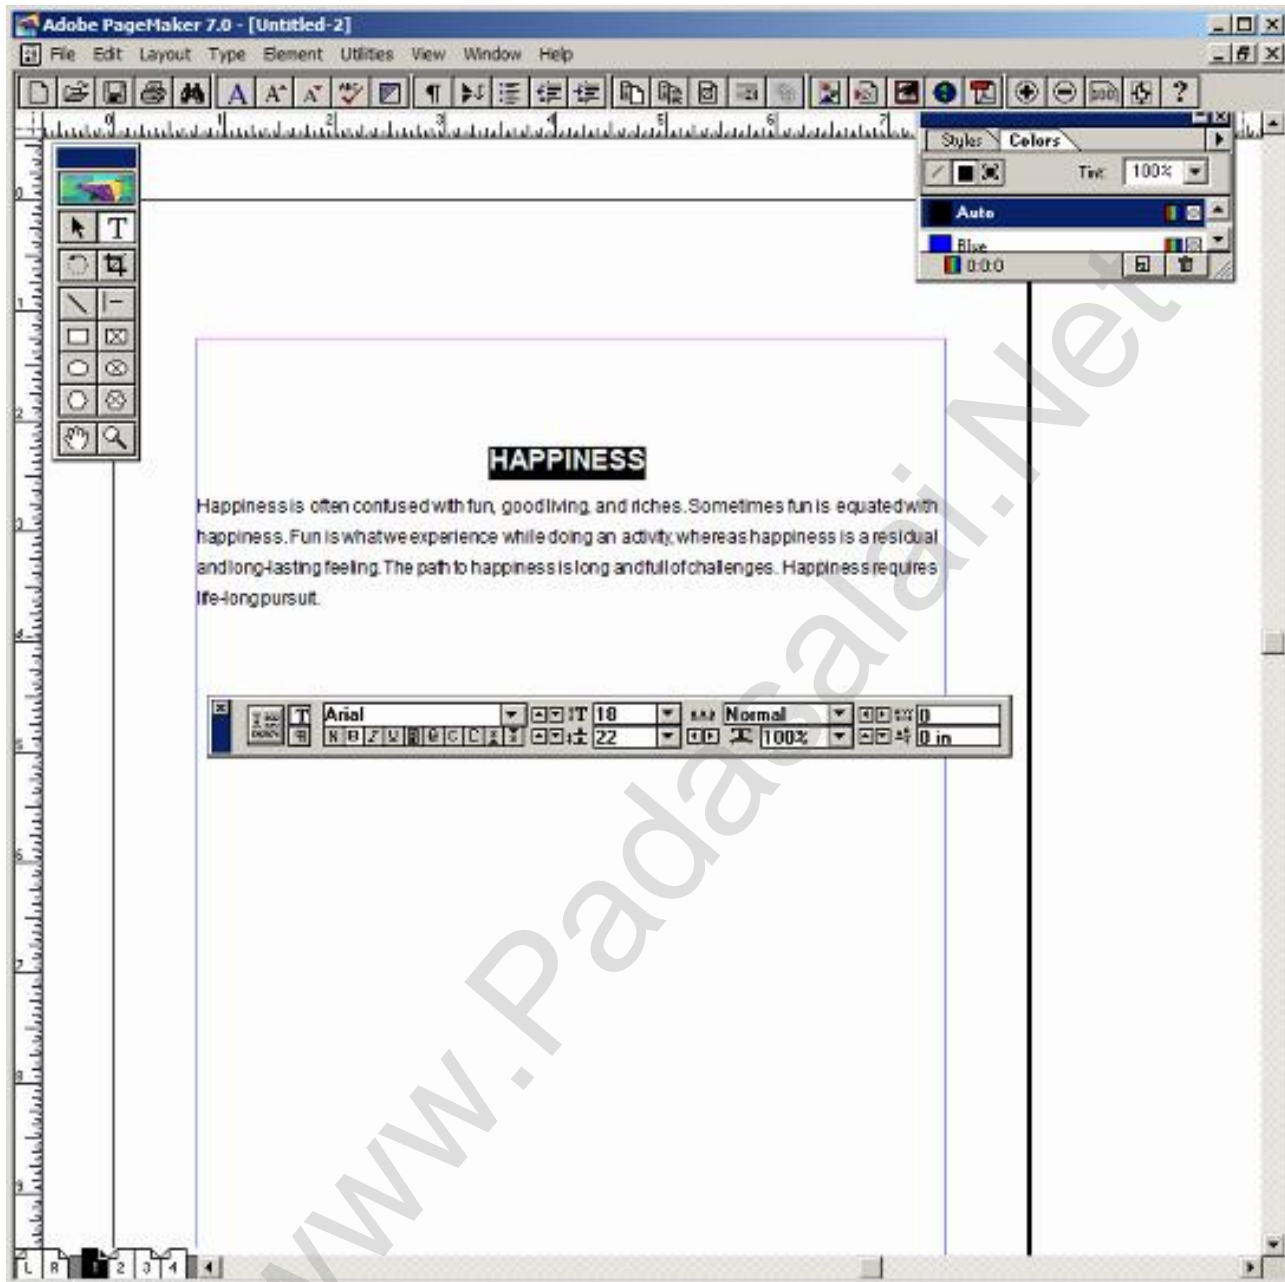 Adobe PageMaker 7.0 - [Untitled-2]
File Edit Layout Type Element Utilities View Window Help
Styles Colors
Tint: 100%
Auto
Blue
0:0:0
HAPPINESS
Happiness is often confused with fun, good living, and riches. Sometimes fun is equated with
happiness. Fun is what we experience while doing an activity, whereas happiness is a residual
and long-lasting feeling. The path to happiness is long and full of challenges. Happiness requires
life-long pursuit.
Arial 18 Normal 0
22 100% 0 in
L R 1 2 3 4
www.Padasalai.Net